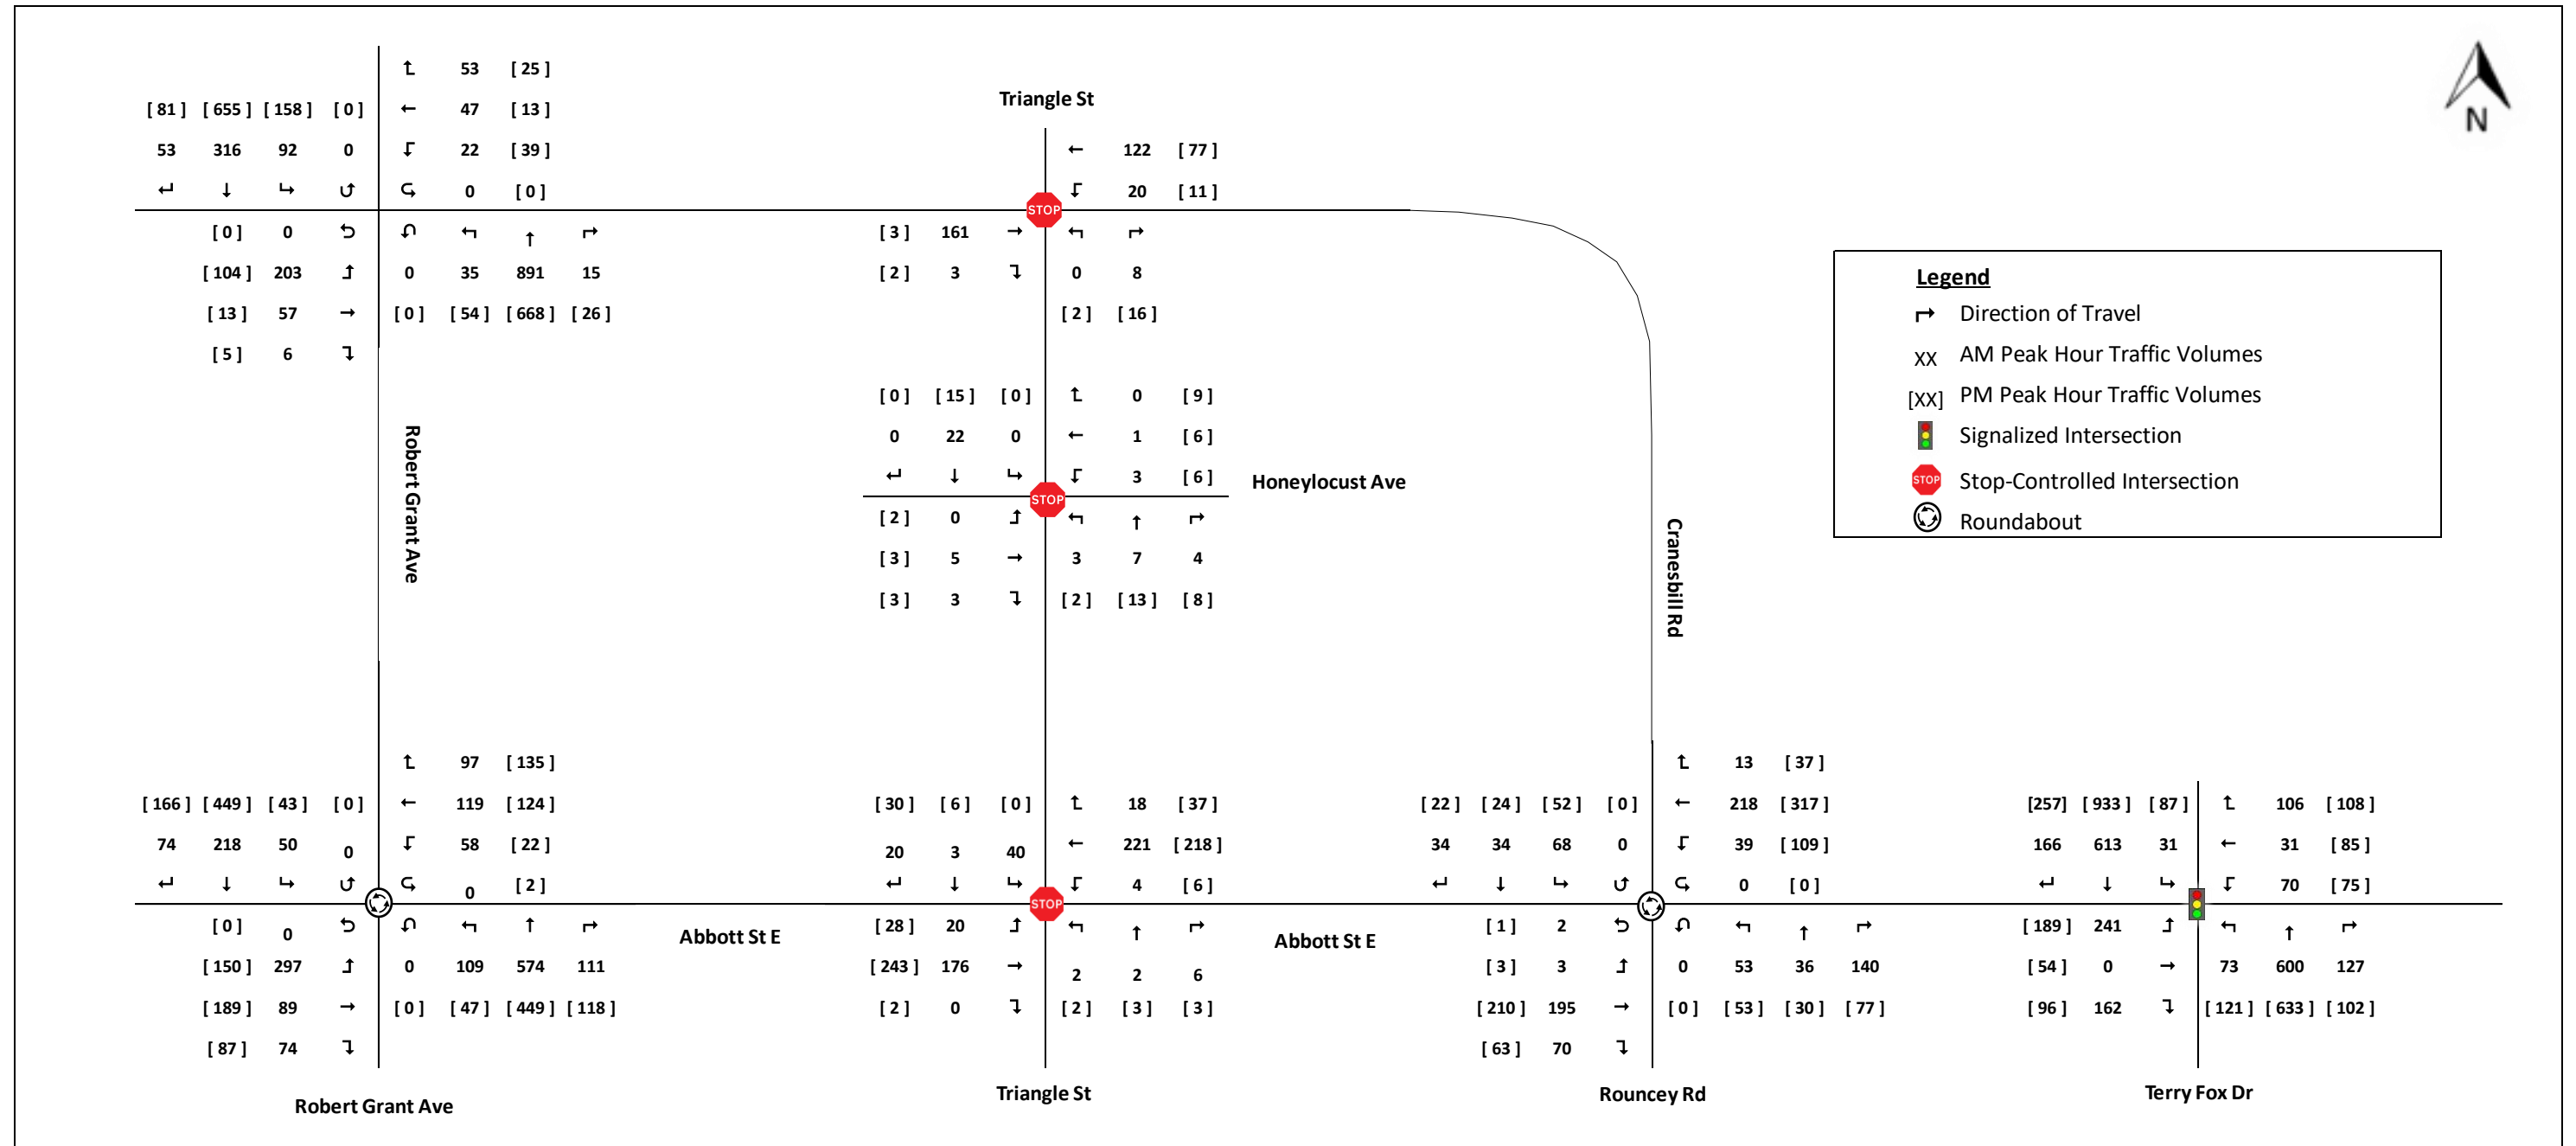 53 [ 25 ]
[ 81 ] [ 655 ] [ 158 ] [ 0 ] 47 [ 13 ]
53 316 92 0 22 [ 39 ]
0 [ 0 ]
[ 0 ] 0
[ 104 ] 203 0 35 891 15
[ 13 ] 57 [ 0 ] [ 54 ] [ 668 ] [ 26 ]
[ 5 ] 6
Robert Grant Ave
Triangle St
122 [ 77 ]
20 [ 11 ]
STOP
[ 3 ] 161
[ 2 ] 3 0 8
[ 2 ] [ 16 ]
[ 0 ] [ 15 ] [ 0 ] 0 [ 9 ]
0 22 0 1 [ 6 ]
3 [ 6 ]
Honeylocust Ave
STOP
[ 2 ] 0
[ 3 ] 5 3 7 4
[ 3 ] 3 [ 2 ] [ 13 ] [ 8 ]
Cranesbill Rd
N
Legend
Direction of Travel
XX AM Peak Hour Traffic Volumes
[XX] PM Peak Hour Traffic Volumes
Signalized Intersection
STOP Stop-Controlled Intersection
Roundabout
97 [ 135 ]
[ 166 ] [ 449 ] [ 43 ] [ 0 ] 119 [ 124 ]
74 218 50 0 58 [ 22 ]
0 [ 2 ]
[ 0 ] 0
[ 150 ] 297 0 109 574 111
[ 189 ] 89 [ 0 ] [ 47 ] [ 449 ] [ 118 ]
[ 87 ] 74
Robert Grant Ave
Abbott St E
[ 30 ] [ 6 ] [ 0 ] 18 [ 37 ]
20 3 40 221 [ 218 ]
4 [ 6 ]
STOP
[ 28 ] 20
[ 243 ] 176 2 2 6
[ 2 ] 0 [ 2 ] [ 3 ] [ 3 ]
Triangle St
Abbott St E
13 [ 37 ]
[ 22 ] [ 24 ] [ 52 ] [ 0 ] 218 [ 317 ]
34 34 68 0 39 [ 109 ]
0 [ 0 ]
[ 1 ] 2
[ 3 ] 3 0 53 36 140
[ 210 ] 195 [ 0 ] [ 53 ] [ 30 ] [ 77 ]
[ 63 ] 70
Rouncey Rd
[257] [ 933 ] [ 87 ] 106 [ 108 ]
166 613 31 31 [ 85 ]
70 [ 75 ]
[ 189 ] 241
[ 54 ] 0 73 600 127
[ 96 ] 162 [ 121 ] [ 633 ] [ 102 ]
Terry Fox Dr